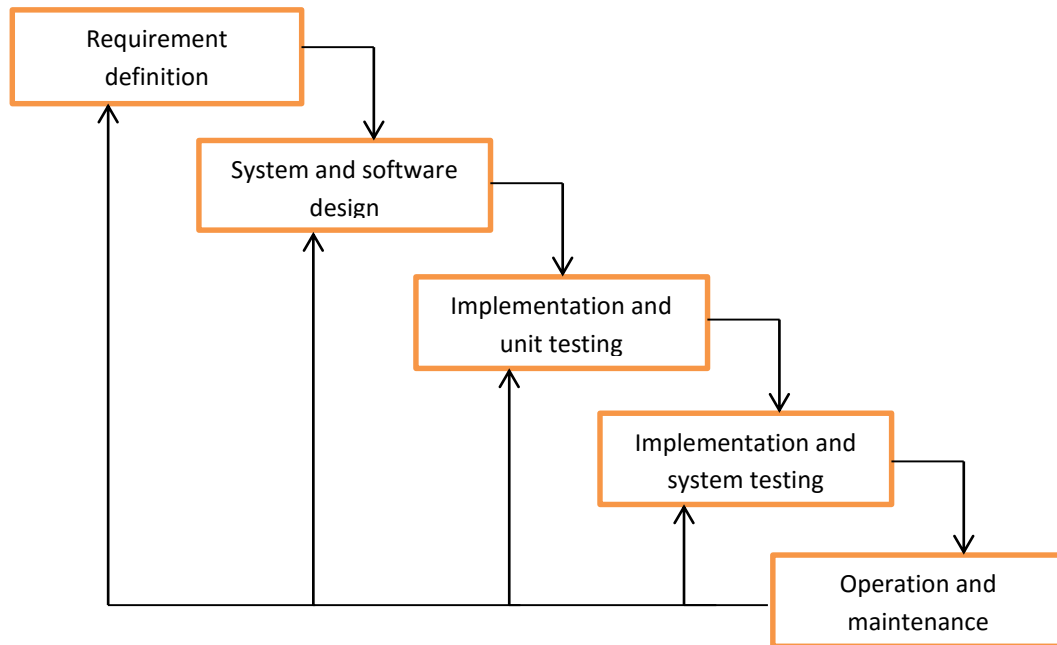 Requirement
definition
System and software
design
Implementation and
unit testing
Implementation and
system testing
Operation and
maintenance